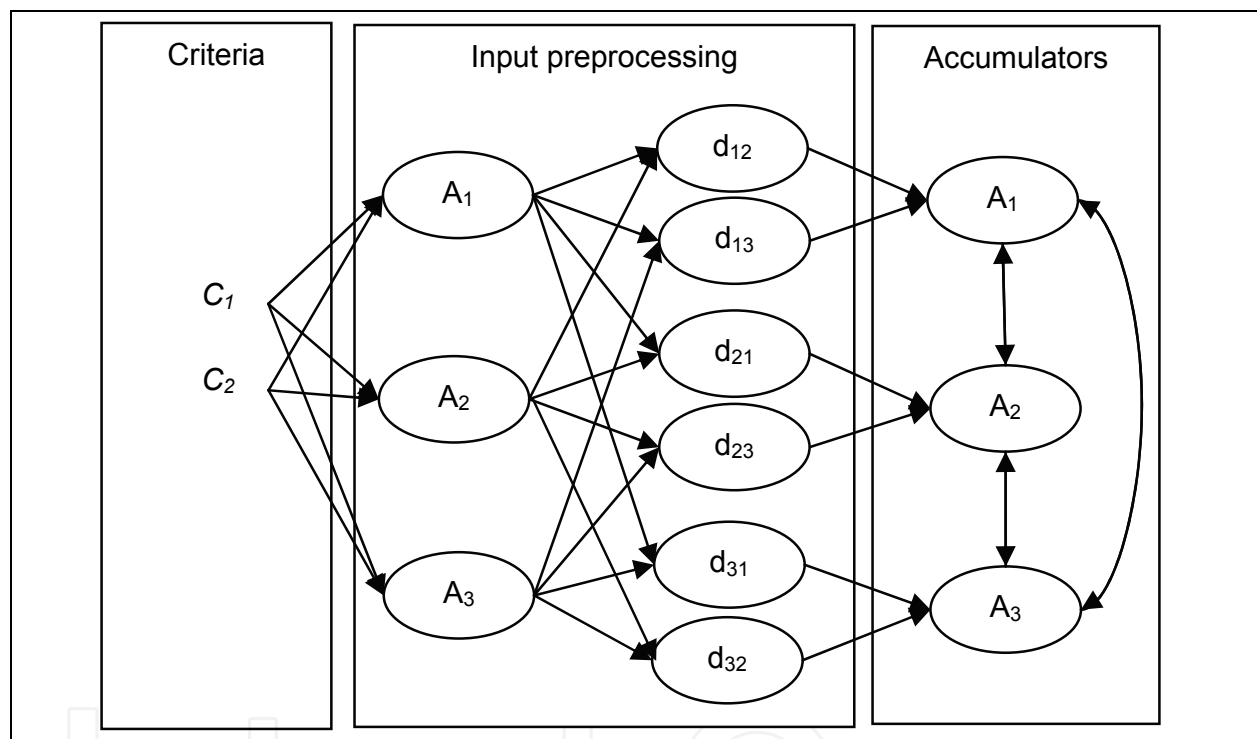 Criteria
Input preprocessing
Accumulators
C₁
C₂
A₁
A₂
A₃
d₁₂
d₁₃
d₂₁
d₂₃
d₃₁
d₃₂
A₁
A₂
A₃